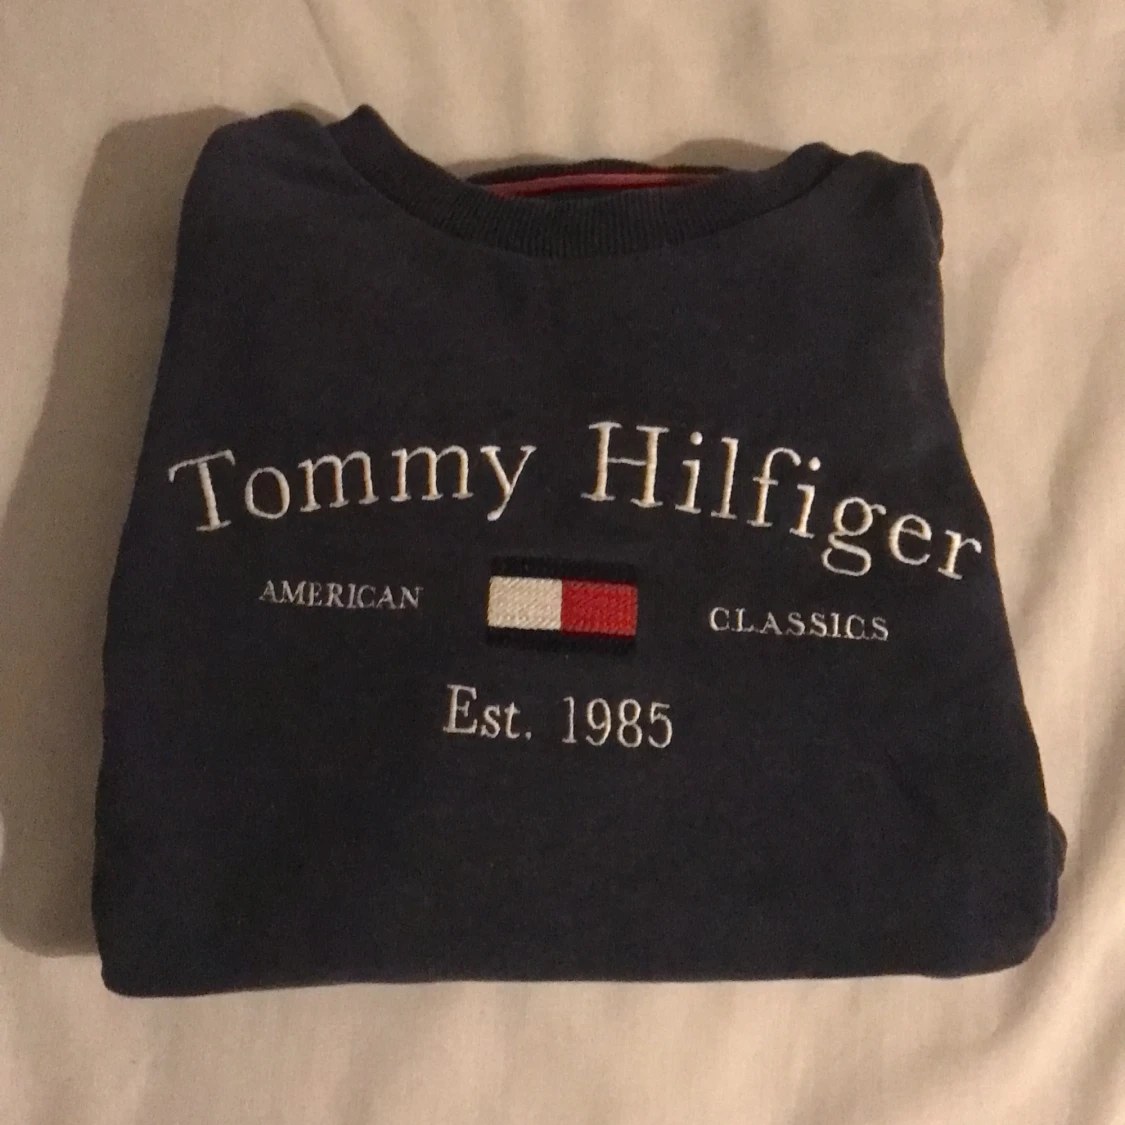 Tommy Hilfiger
AMERICAN CLASSICS
Est. 1985